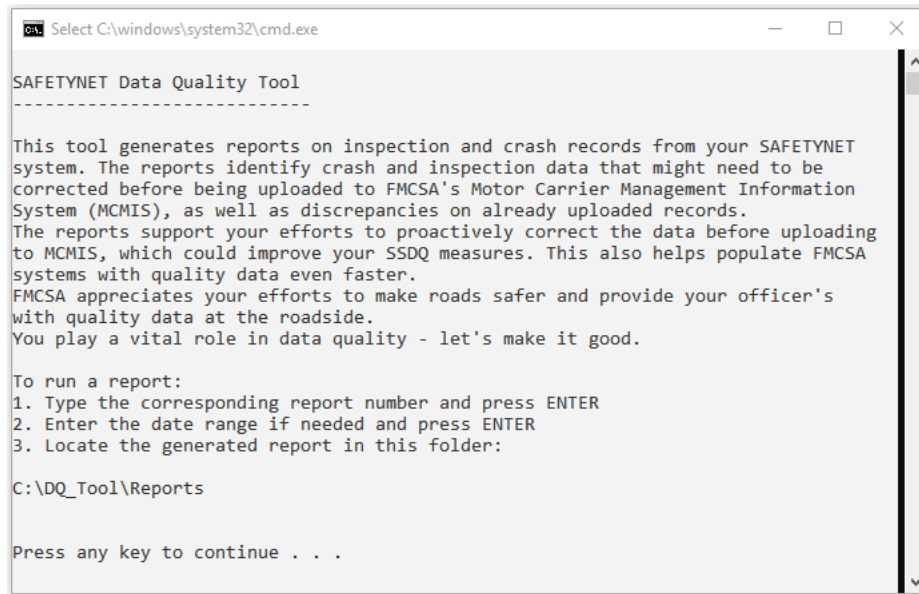 Select C:\windows\system32\cmd.exe
SAFETYNET Data Quality Tool
----------------------------
This tool generates reports on inspection and crash records from your SAFETYNET
system. The reports identify crash and inspection data that might need to be
corrected before being uploaded to FMCSA's Motor Carrier Management Information
System (MCMIS), as well as discrepancies on already uploaded records.
The reports support your efforts to proactively correct the data before uploading
to MCMIS, which could improve your SSDQ measures. This also helps populate FMCSA
systems with quality data even faster.
FMCSA appreciates your efforts to make roads safer and provide your officer's
with quality data at the roadside.
You play a vital role in data quality - let's make it good.
To run a report:
1. Type the corresponding report number and press ENTER
2. Enter the date range if needed and press ENTER
3. Locate the generated report in this folder:
C:\DQ_Tool\Reports
Press any key to continue . . .